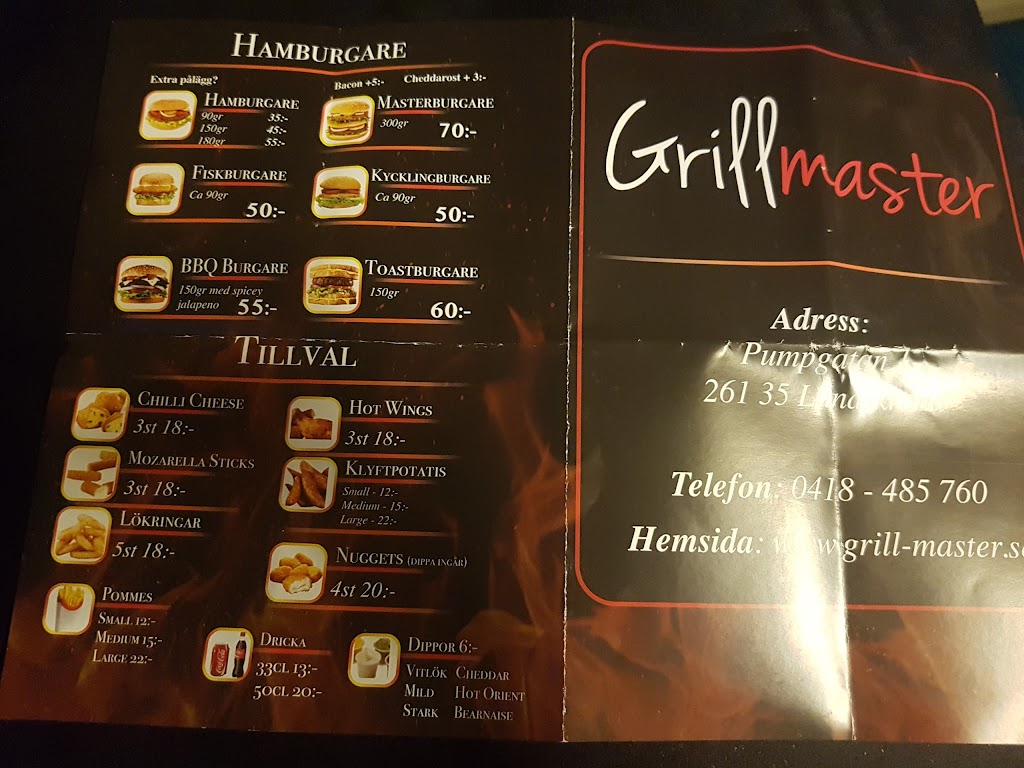 HAMBURGARE
Extra pålägg? Bacon +5:- Cheddarost + 3:-
HAMBURGARE
90gr 35:-
150gr 45:-
180gr 55:-
MASTERBURGARE
300gr 70:-
FISKBURGARE
Ca 90gr
50:-
KYCKLINGBURGARE
Ca 90gr
50:-
BBQ BURGARE
150gr med spicey
jalapeno 55:-
TOASTBURGARE
150gr
60:-
TILLVAL
CHILLI CHEESE
3st 18:-
HOT WINGS
3st 18:-
MOZARELLA STICKS
3st 18:-
KLYFTPOTATIS
Small - 12:-
Medium - 15:-
Large - 22:-
LÖKRINGAR
5st 18:-
NUGGETS (DIPPA INGÅR)
4st 20:-
POMMES
SMALL 12:-
MEDIUM 15:-
LARGE 22:-
DRICKA
33CL 13:-
50CL 20:-
DIPPOR 6:-
VITLÖK CHEDDAR
MILD HOT ORIENT
STARK BEARNAISE
Grillmaster
Adress:
Pumpgatan
261 35
Telefon: 0418 - 485 760
Hemsida: www.grill-master.se